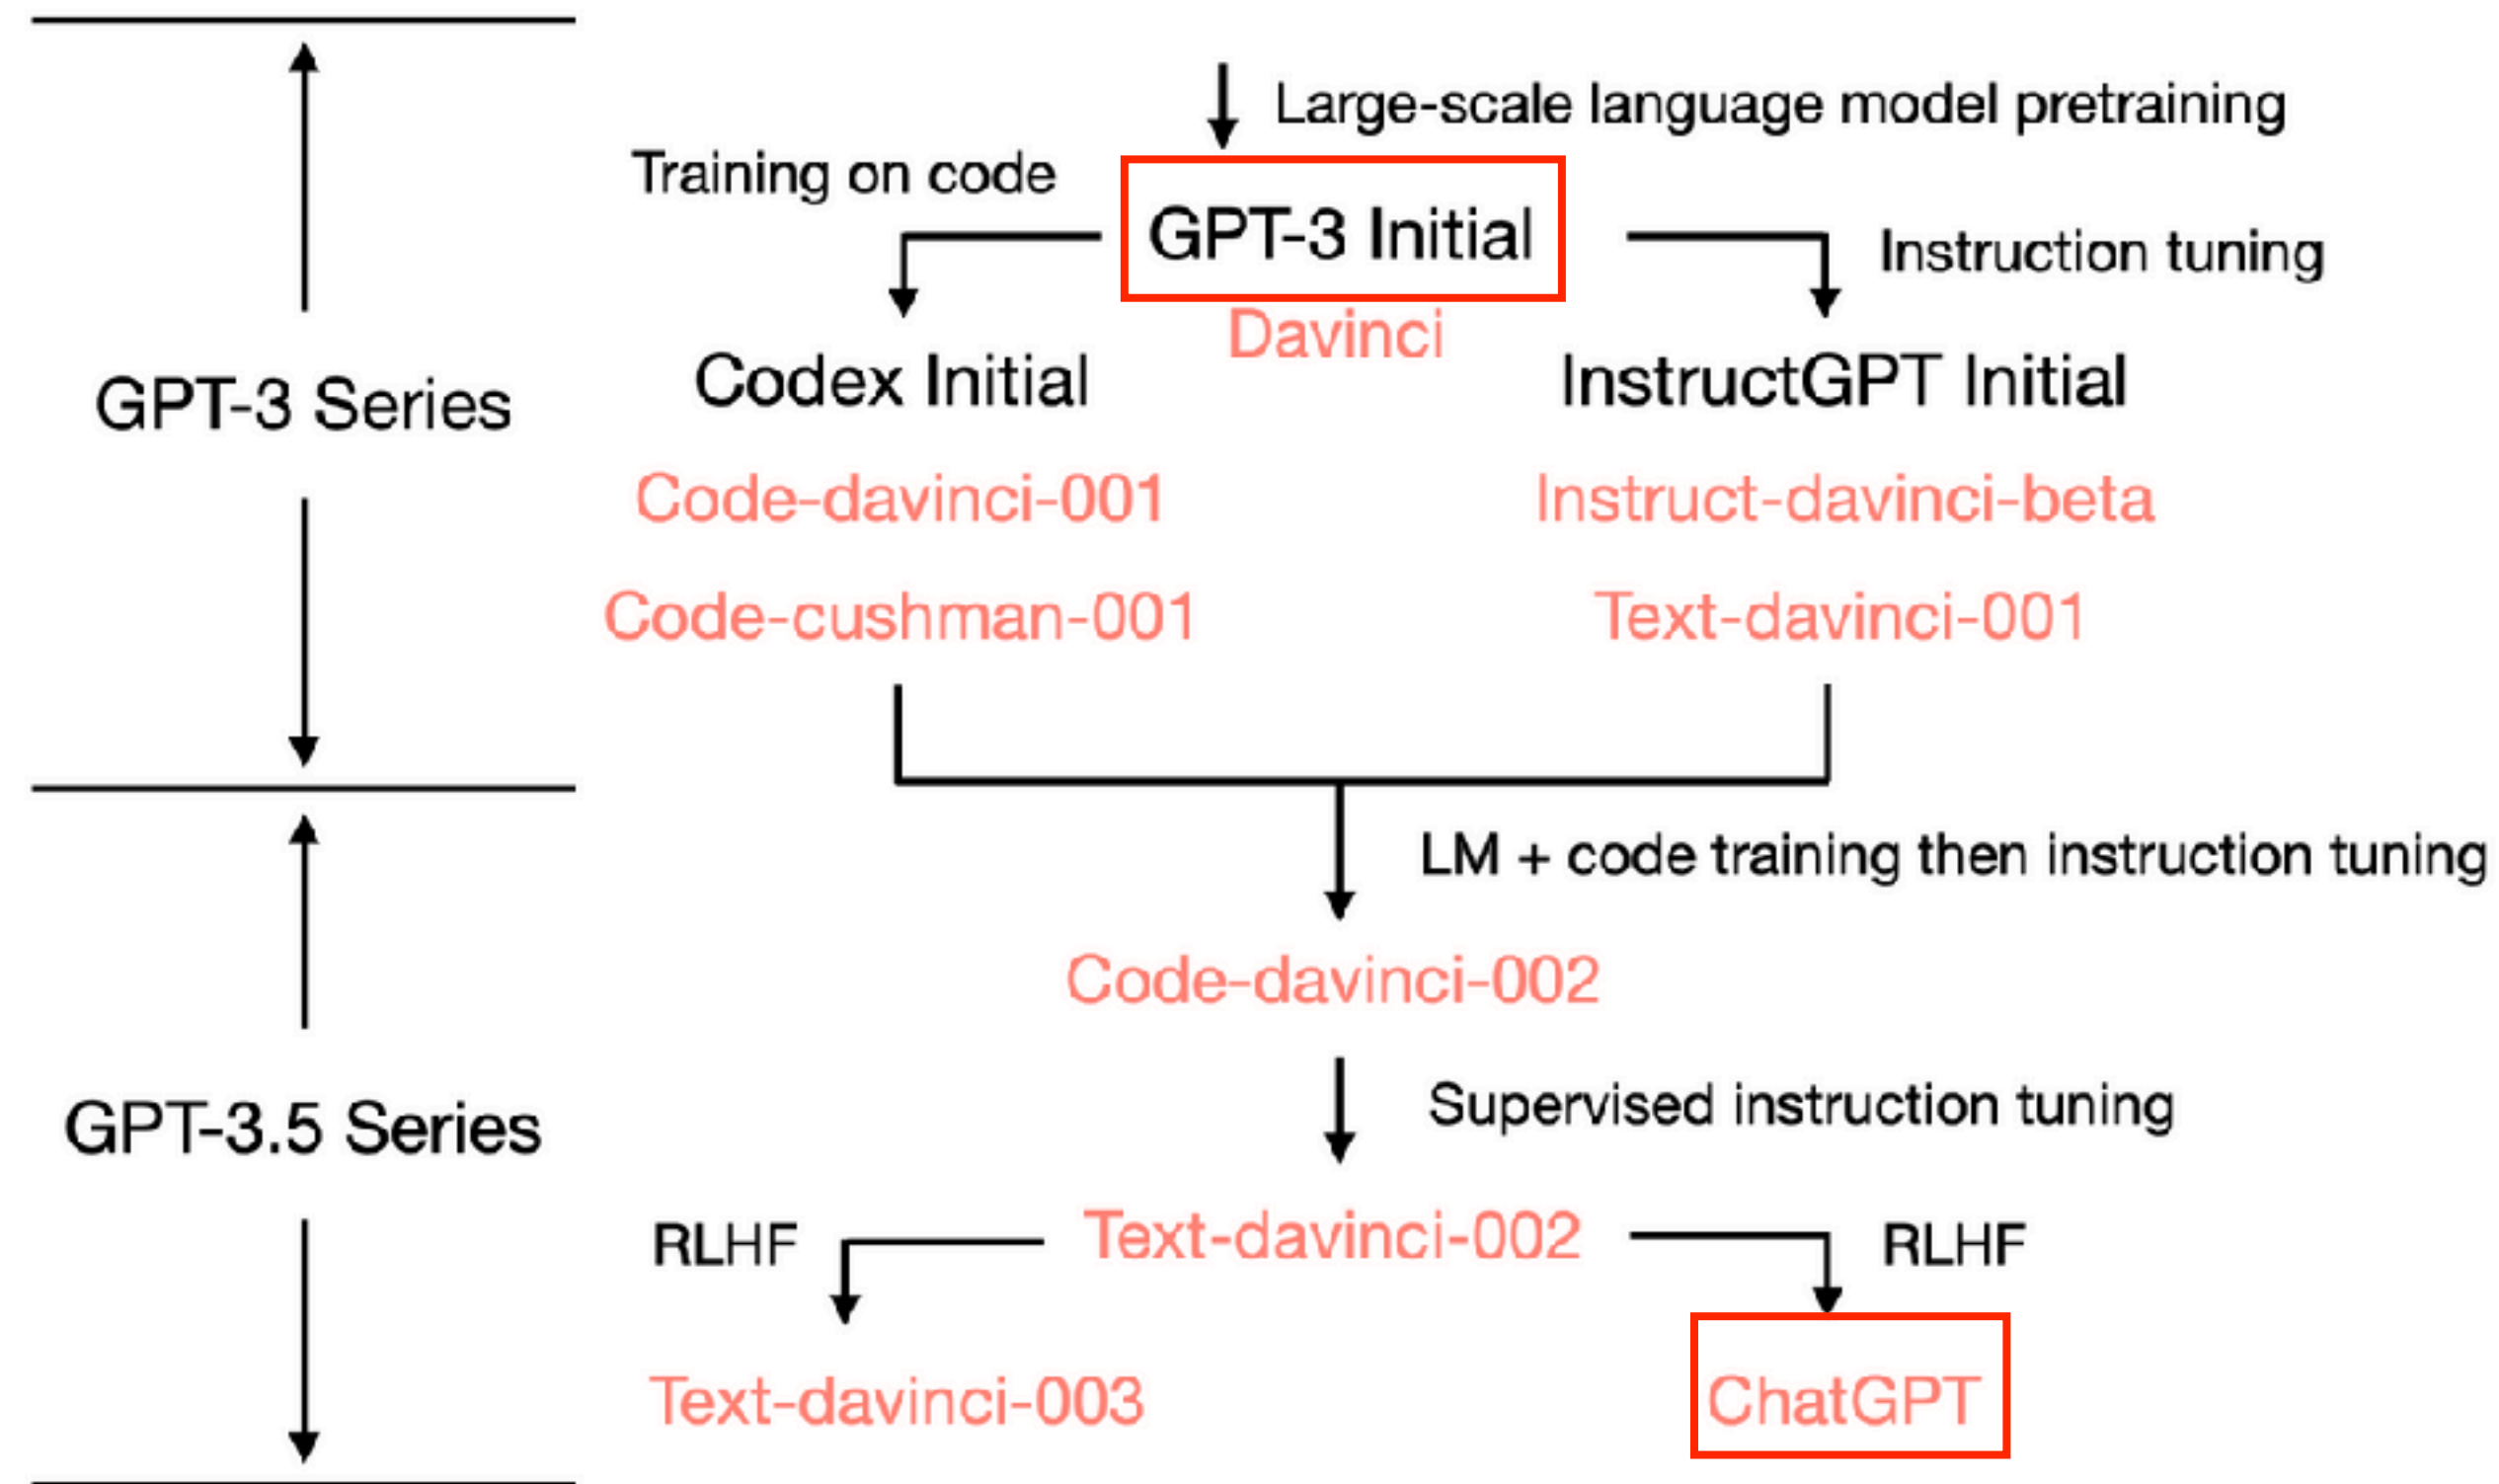 Large-scale language model pretraining
Training on code
GPT-3 Initial
Instruction tuning
Davinci
Codex Initial
InstructGPT Initial
GPT-3 Series
Code-davinci-001
Instruct-davinci-beta
Code-cushman-001
Text-davinci-001
LM + code training then instruction tuning
Code-davinci-002
Supervised instruction tuning
GPT-3.5 Series
RLHF
Text-davinci-002
RLHF
Text-davinci-003
ChatGPT